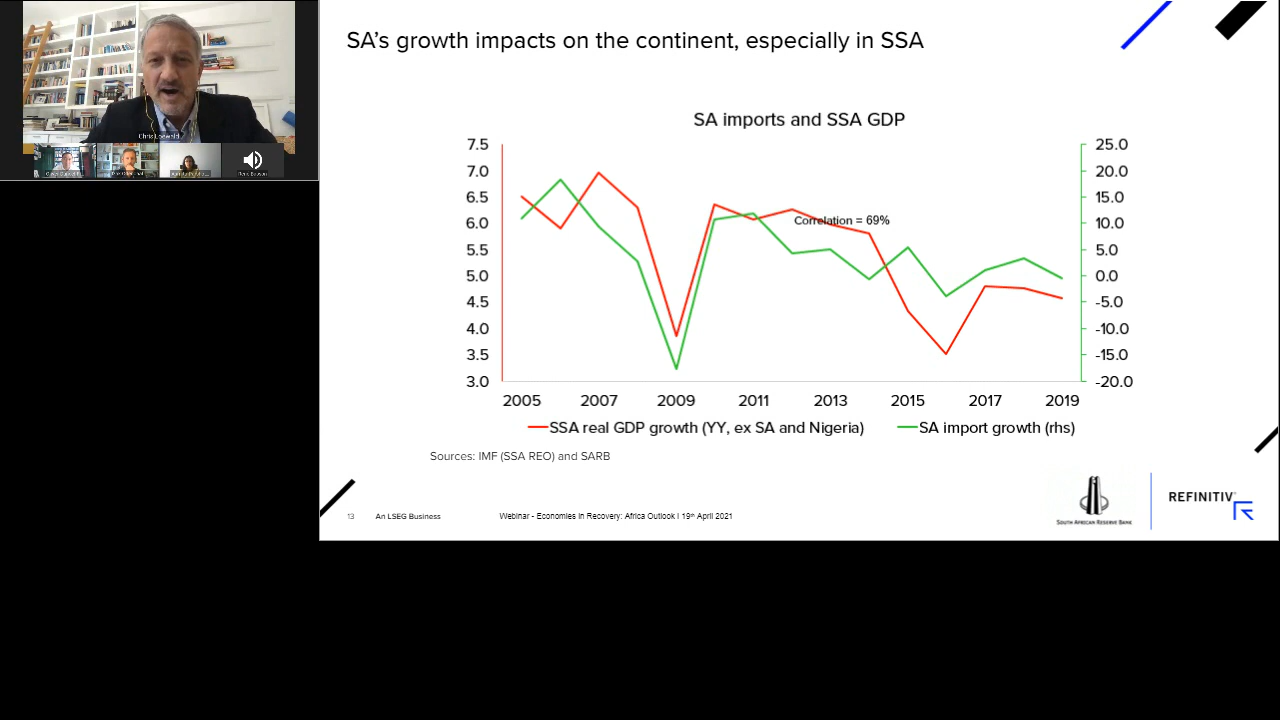 SA's growth impacts on the continent, especially in SSA
Chris Loewald
SA imports and SSA GDP
7.5
7.0
6.5
6.0
5.5
5.0
4.5
4.0
3.5
3.0
25.0
20.0
15.0
10.0
5.0
0.0
-5.0
-10.0
-15.0
-20.0
Correlation = 69%
2005 2007 2009 2011 2013 2015 2017 2019
SSA real GDP growth (YY, ex SA and Nigeria) SA import growth (rhs)
Sources: IMF (SSA REO) and SARB
13 An LSEG Business Webinar - Economies in Recovery: Africa Outlook I 19th April 2021
SOUTH AFRICAN RESERVE BANK
REFINITIV